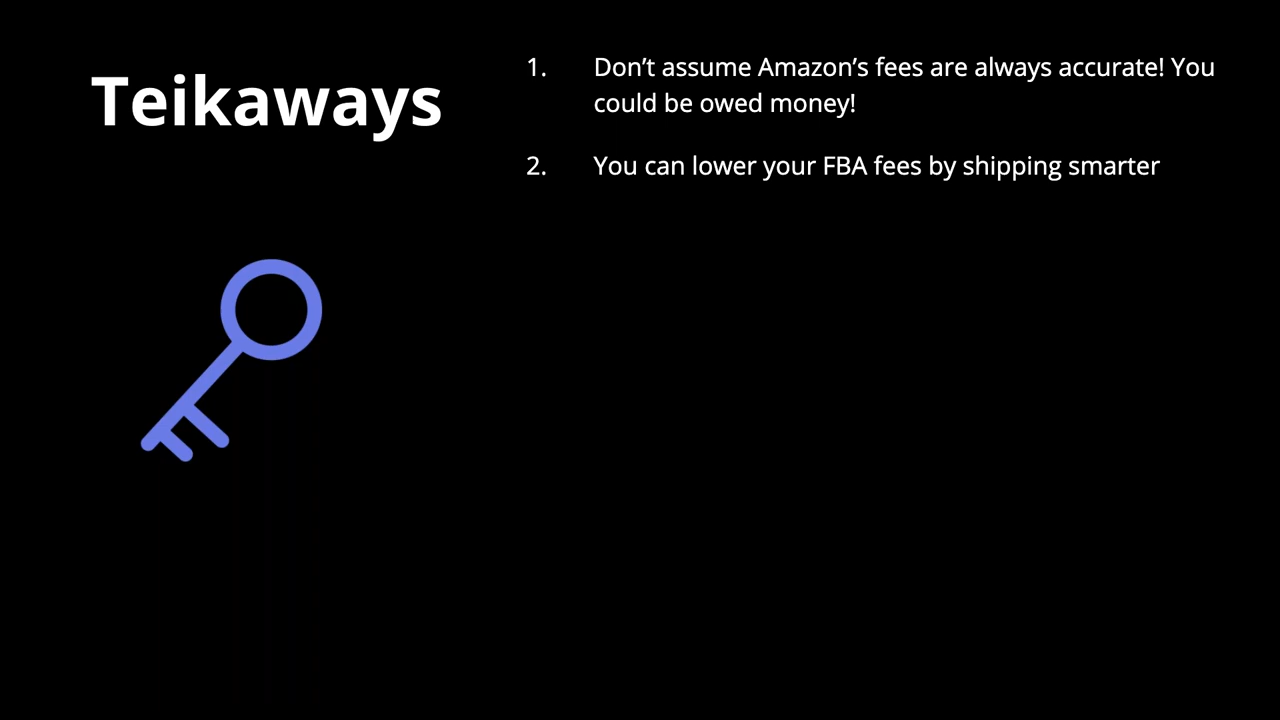 Teikaways
1. Don’t assume Amazon’s fees are always accurate! You
could be owed money!
2. You can lower your FBA fees by shipping smarter